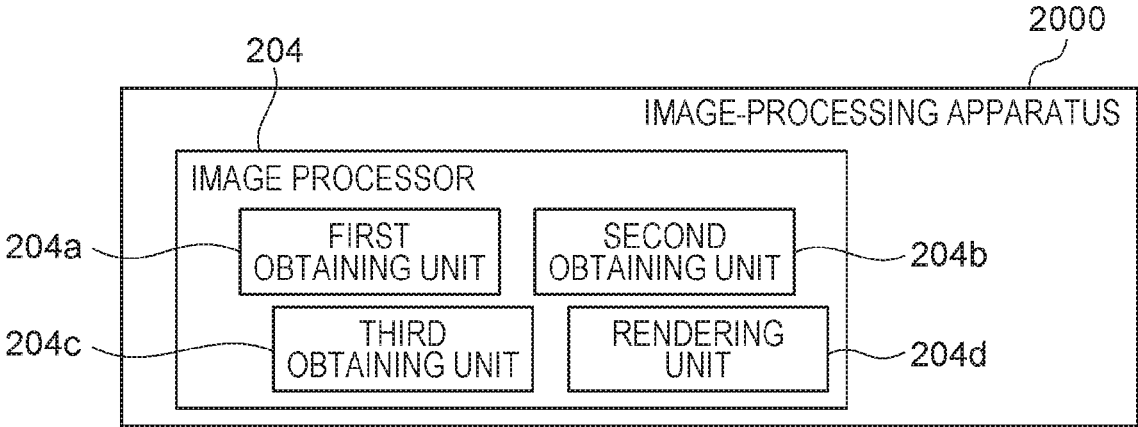 2000
204
IMAGE-PROCESSING APPARATUS
IMAGE PROCESSOR
204a
FIRST
OBTAINING UNIT
SECOND
OBTAINING UNIT
204b
204c
THIRD
OBTAINING UNIT
RENDERING
UNIT
204d